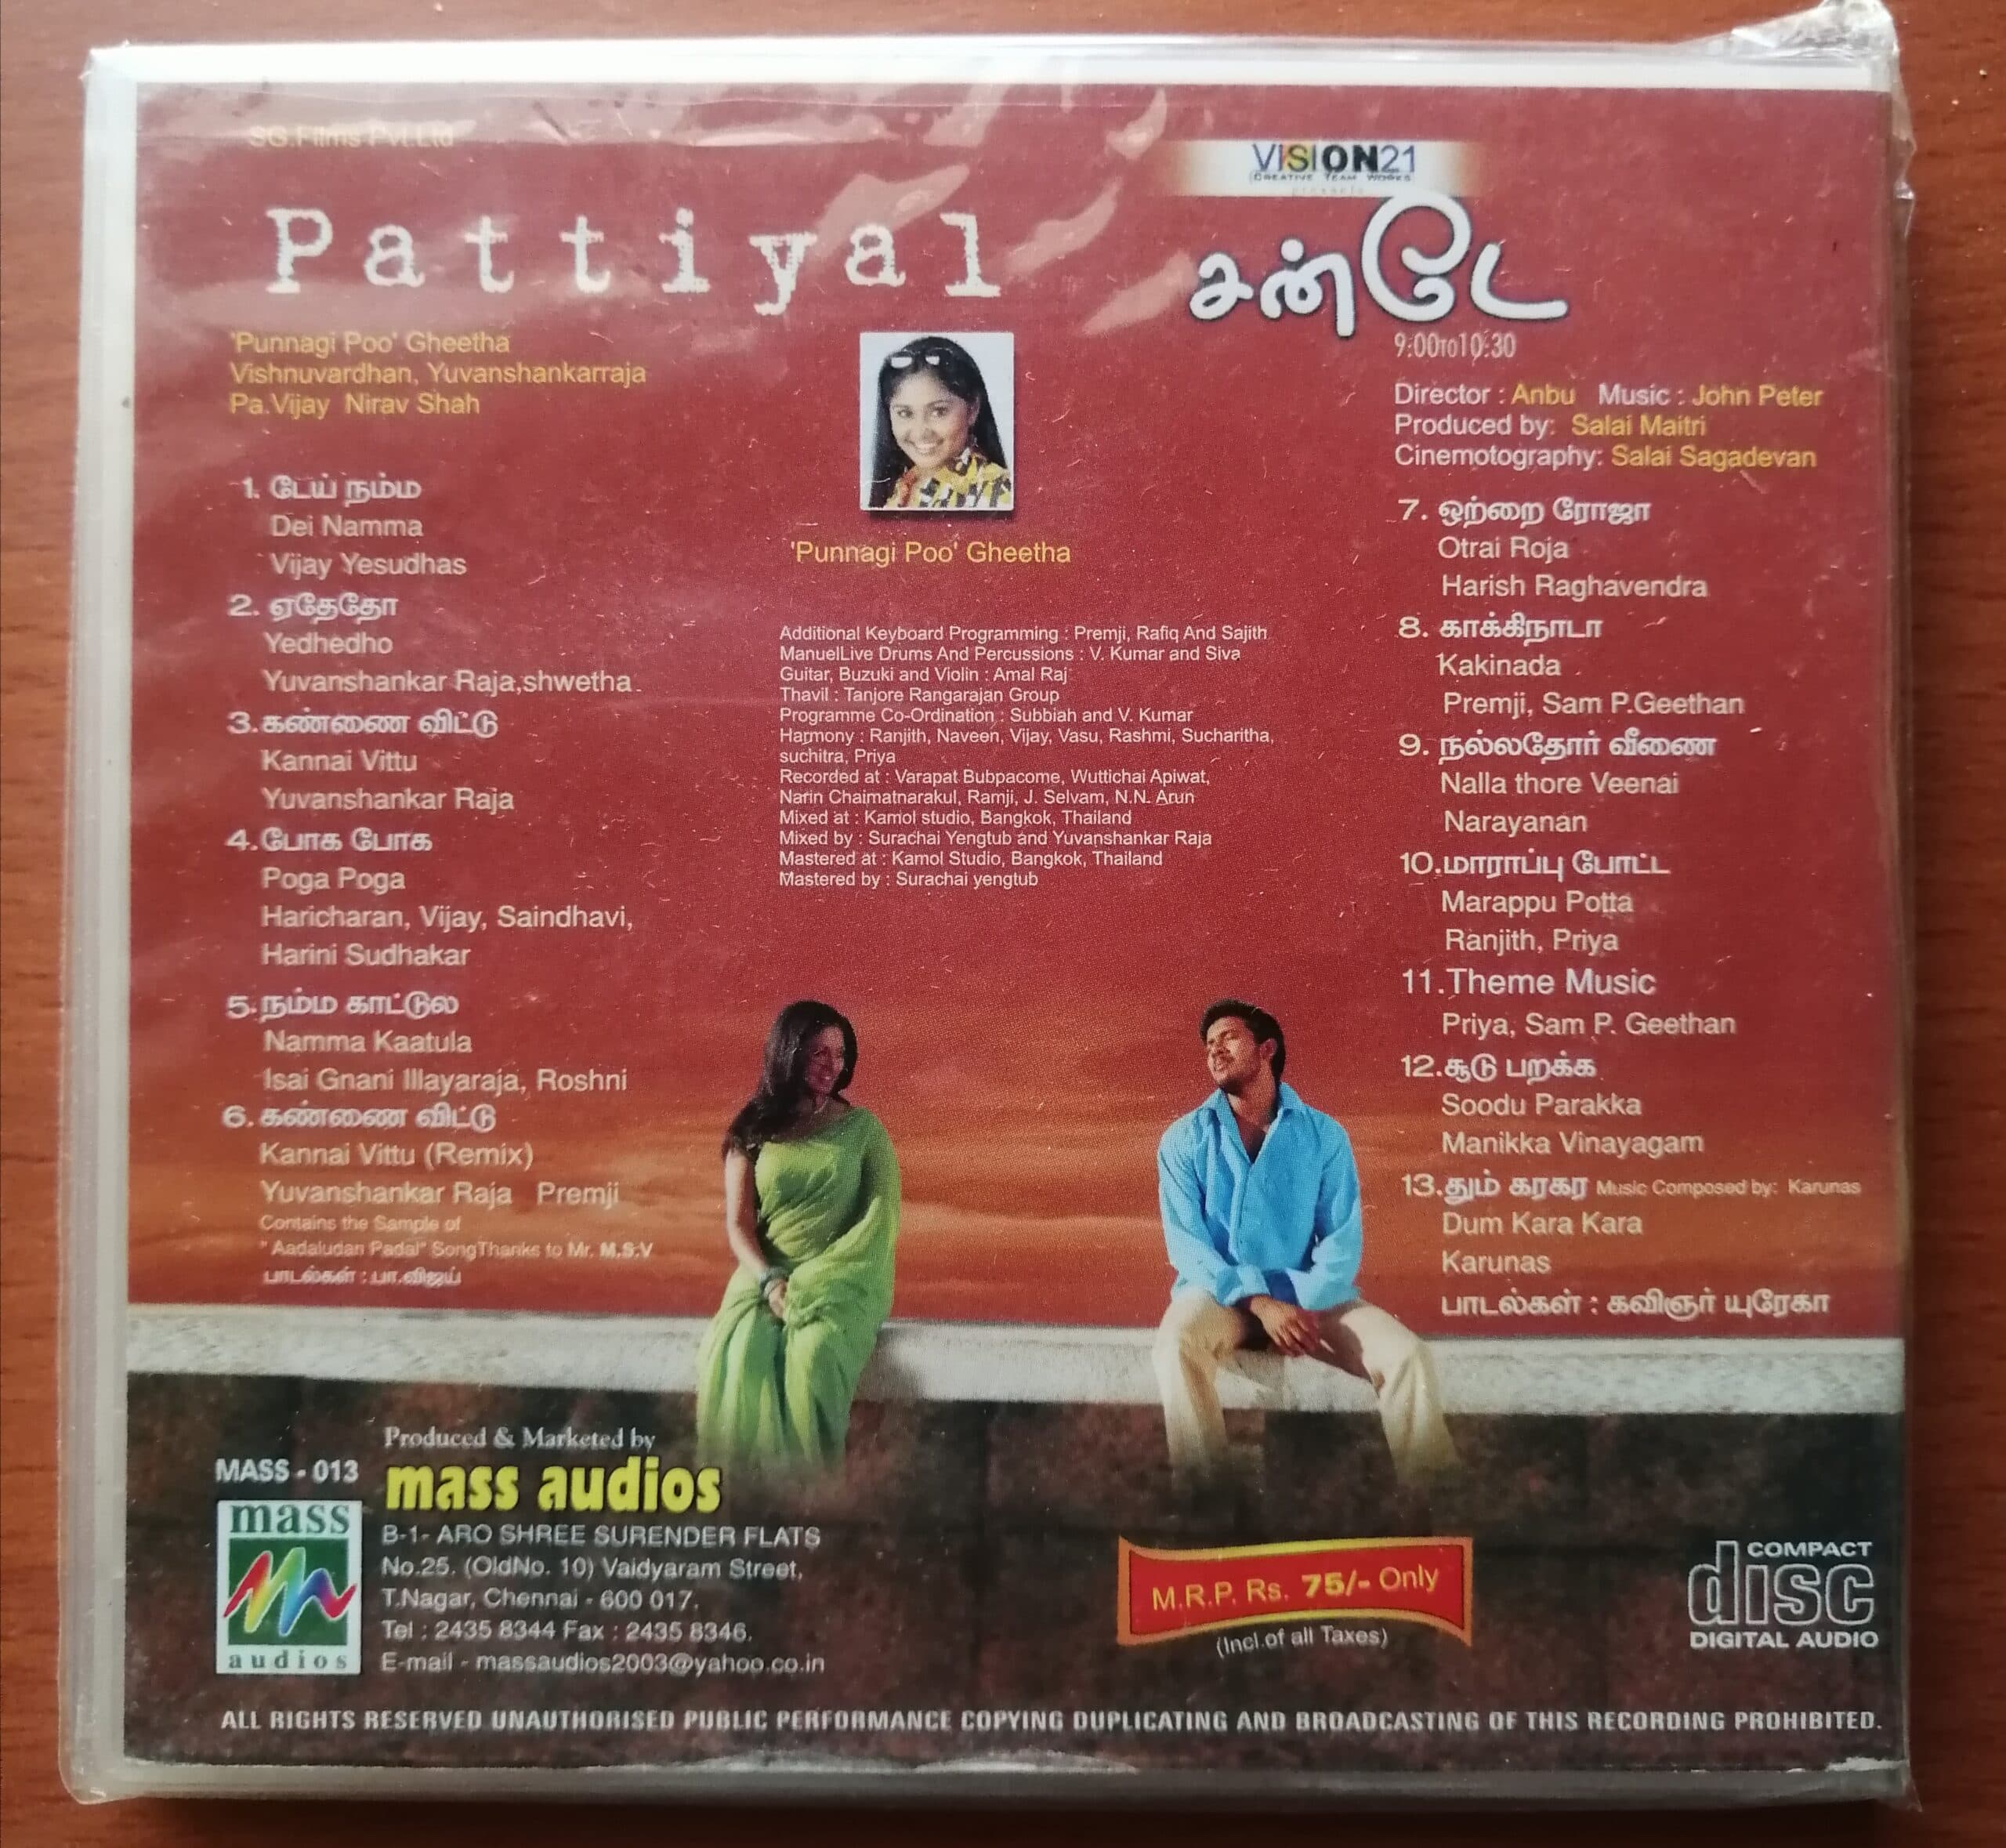 SG.Films Pvt.Ltd
Pattiyal
'Punnagi Poo' Gheetha
Vishnuvardhan, Yuvanshankarraja
Pa.Vijay Nirav Shah
1. டேய் நம்ம
Dei Namma
Vijay Yesudhas
2. ஏதேதோ
Yedhedho
Yuvanshankar Raja,shwetha
3. கண்ணை விட்டு
Kannai Vittu
Yuvanshankar Raja
4. போக போக
Poga Poga
Haricharan, Vijay, Saindhavi,
Harini Sudhakar
5. நம்ம காட்டுல
Namma Kaatula
Isai Gnani Illayaraja, Roshni
6. கண்ணை விட்டு
Kannai Vittu (Remix)
Yuvanshankar Raja Premji
Contains the Sample of
"Aadaludan Padal" SongThanks to Mr. M.S.V
பாடல்கள் : பா.விஜய்
'Punnagi Poo' Gheetha
Additional Keyboard Programming : Premji, Rafiq And Sajith
ManuelLive Drums And Percussions : V. Kumar and Siva
Guitar, Buzuki and Violin : Amal Raj
Thavil : Tanjore Rangarajan Group
Programme Co-Ordination : Subbiah and V. Kumar
Harmony : Ranjith, Naveen, Vijay, Vasu, Rashmi, Sucharitha,
suchitra, Priya
Recorded at : Varapat Bubpacome, Wuttichai Apiwat,
Narin Chaimatnarakul, Ramji, J. Selvam, N.N. Arun
Mixed at : Kamol studio, Bangkok, Thailand
Mixed by : Surachai Yengtub and Yuvanshankar Raja
Mastered at : Kamol Studio, Bangkok, Thailand
Mastered by : Surachai yengtub
VISION21
CREATIVE TEAM WORKS
presents
சன்டே
9:00TO10:30
Director : Anbu Music : John Peter
Produced by: Salai Maitri
Cinemotography: Salai Sagadevan
7. ஒற்றை ரோஜா
Otrai Roja
Harish Raghavendra
8. காக்கிநாடா
Kakinada
Premji, Sam P.Geethan
9. நல்லதோர் வீணை
Nalla thore Veenai
Narayanan
10.மாராப்பு போட்ட
Marappu Potta
Ranjith, Priya
11.Theme Music
Priya, Sam P. Geethan
12.சூடு பறக்க
Soodu Parakka
Manikka Vinayagam
13.தும் கரகர Music Composed by: Karunas
Dum Kara Kara
Karunas
பாடல்கள் : கவிஞர் யுரேகா
MASS - 013
mass
audios
Produced & Marketed by
mass audios
B-1- ARO SHREE SURENDER FLATS
No.25. (OldNo. 10) Vaidyaram Street,
T.Nagar, Chennai - 600 017.
Tel : 2435 8344 Fax : 2435 8346.
E-mail - massaudios2003@yahoo.co.in
M.R.P. Rs. 75/- Only
(Incl.of all Taxes)
COMPACT
disc
DIGITAL AUDIO
ALL RIGHTS RESERVED UNAUTHORISED PUBLIC PERFORMANCE COPYING DUPLICATING AND BROADCASTING OF THIS RECORDING PROHIBITED.